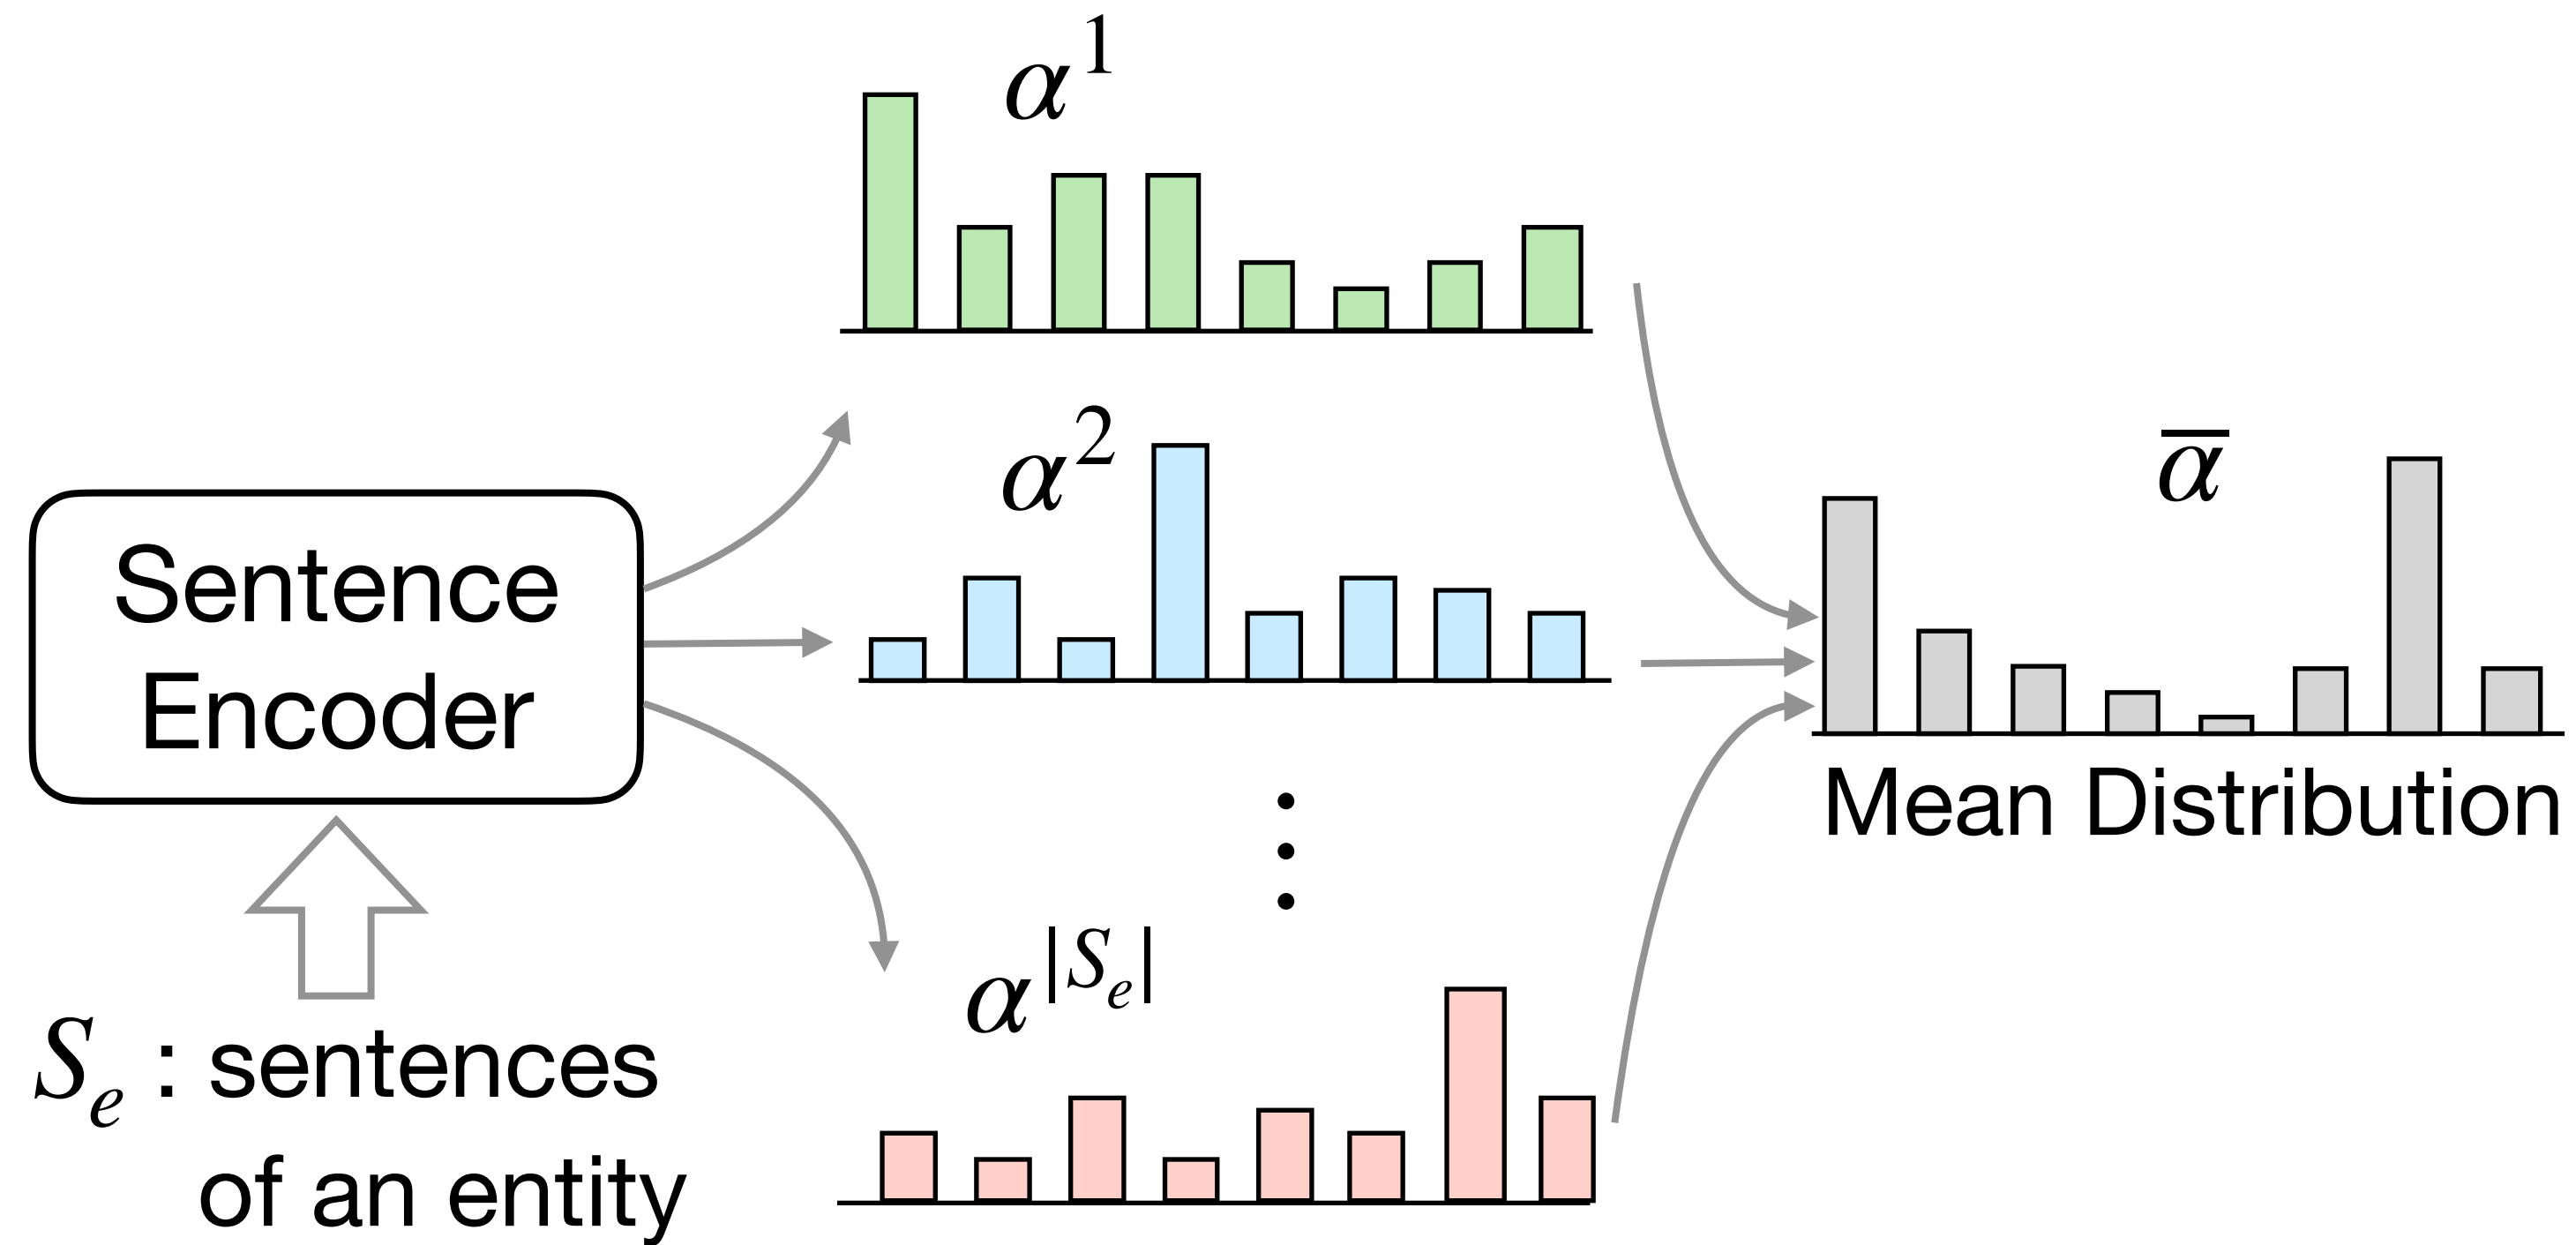 α¹
α²
Sentence
Encoder
α^|Sₑ|
Sₑ : sentences
of an entity
ᾱ
Mean Distribution